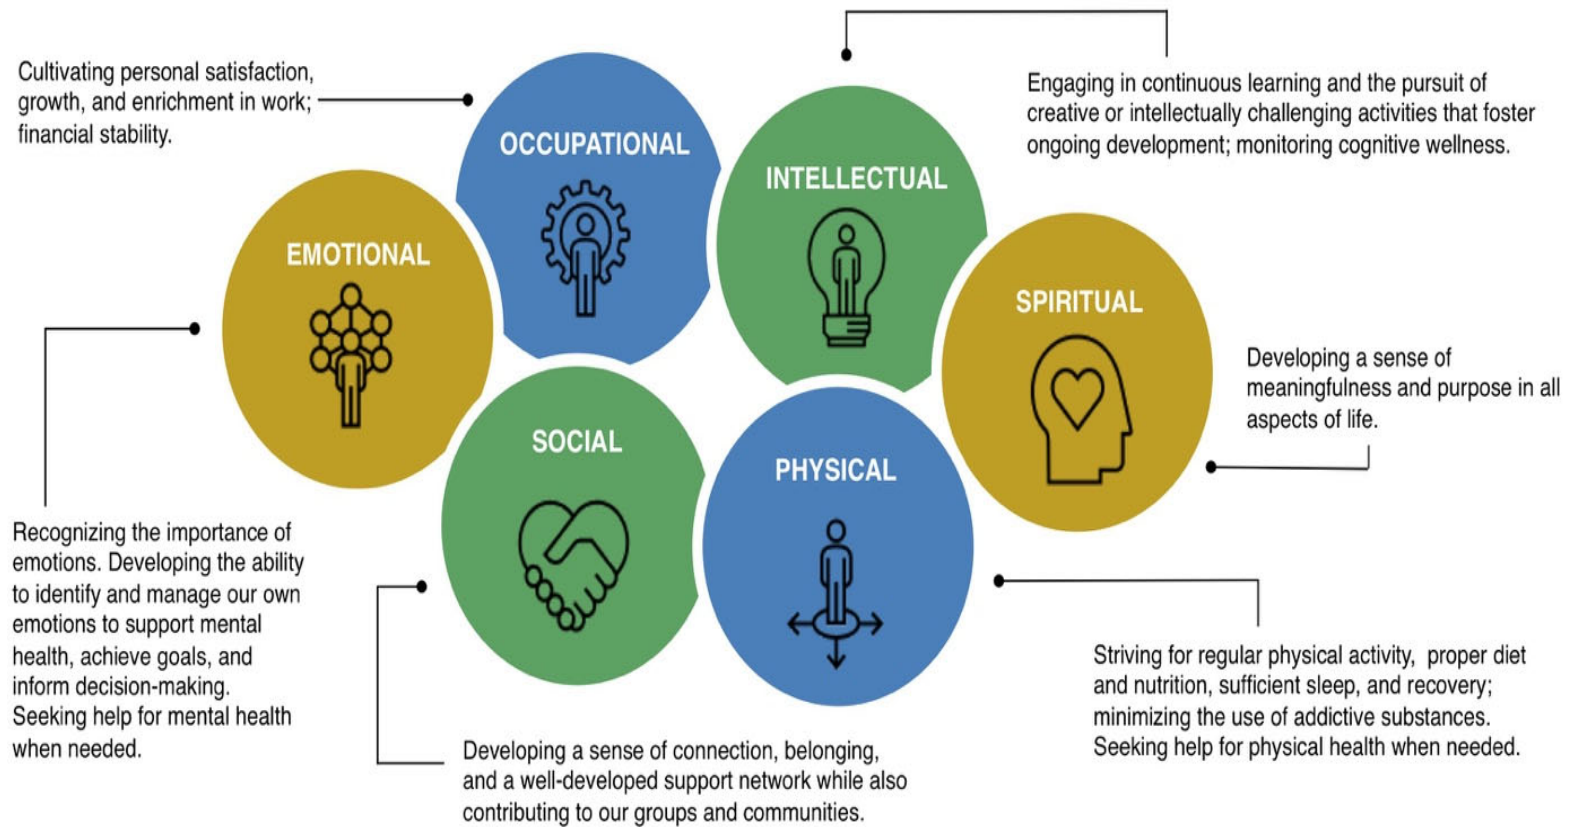 Cultivating personal satisfaction,
growth, and enrichment in work;
financial stability.
OCCUPATIONAL
Engaging in continuous learning and the pursuit of
creative or intellectually challenging activities that foster
ongoing development; monitoring cognitive wellness.
INTELLECTUAL
EMOTIONAL
SPIRITUAL
Developing a sense of
meaningfulness and purpose in all
aspects of life.
SOCIAL
PHYSICAL
Recognizing the importance of
emotions. Developing the ability
to identify and manage our own
emotions to support mental
health, achieve goals, and
inform decision-making.
Seeking help for mental health
when needed.
Developing a sense of connection, belonging,
and a well-developed support network while also
contributing to our groups and communities.
Striving for regular physical activity, proper diet
and nutrition, sufficient sleep, and recovery;
minimizing the use of addictive substances.
Seeking help for physical health when needed.